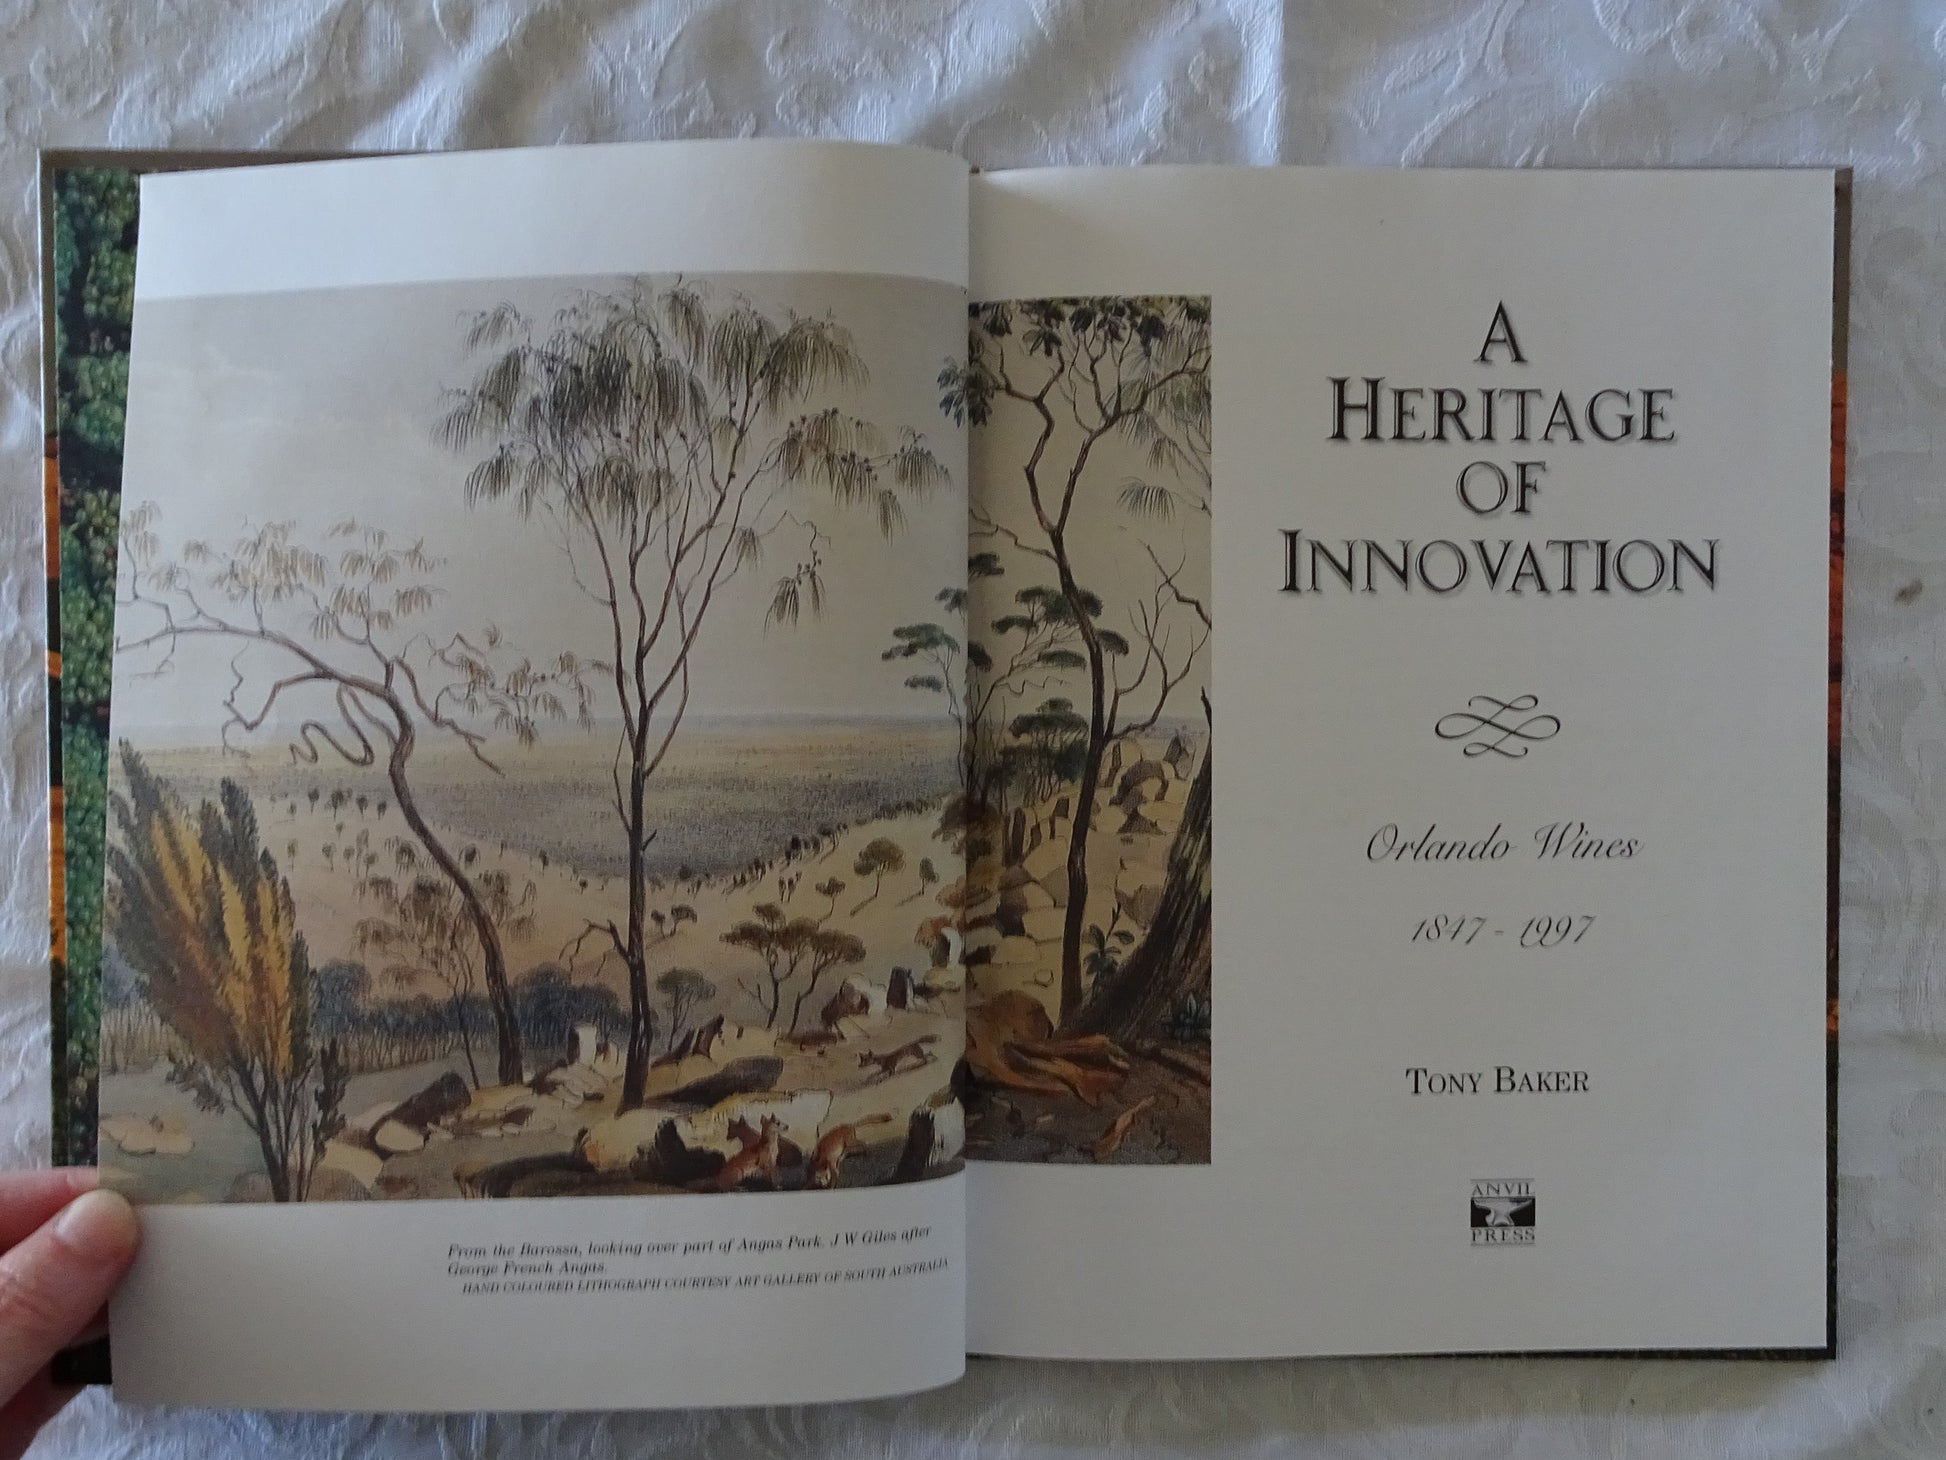 From the Barossa, looking over part of Angas Park. J W Giles after
George French Angas.
HAND COLOURED LITHOGRAPH COURTESY ART GALLERY OF SOUTH AUSTRALIA
A
HERITAGE
OF
INNOVATION
Orlando Wines
1847 - 1997
TONY BAKER
ANVIL
PRESS